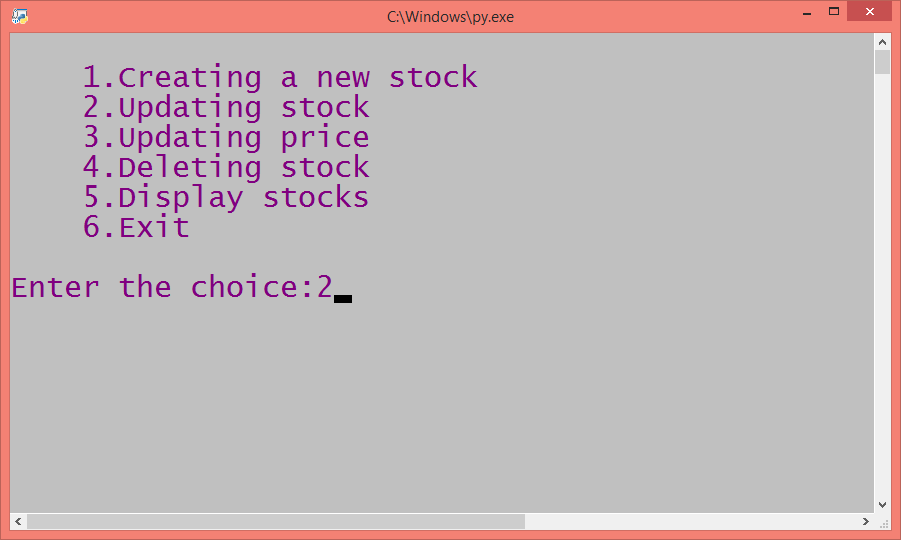 C:\Windows\py.exe
1.Creating a new stock
2.Updating stock
3.Updating price
4.Deleting stock
5.Display stocks
6.Exit
Enter the choice:2